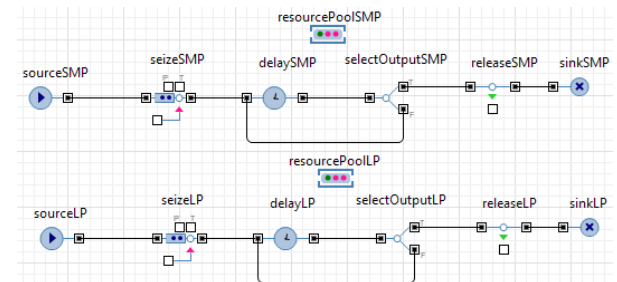 resourcePoolSMP
sourceSMP seizeSMP delaySMP selectOutputSMP releaseSMP sinkSMP
P T T
F
resourcePoolLP
sourceLP seizeLP delayLP selectOutputLP releaseLP sinkLP
P T T
F